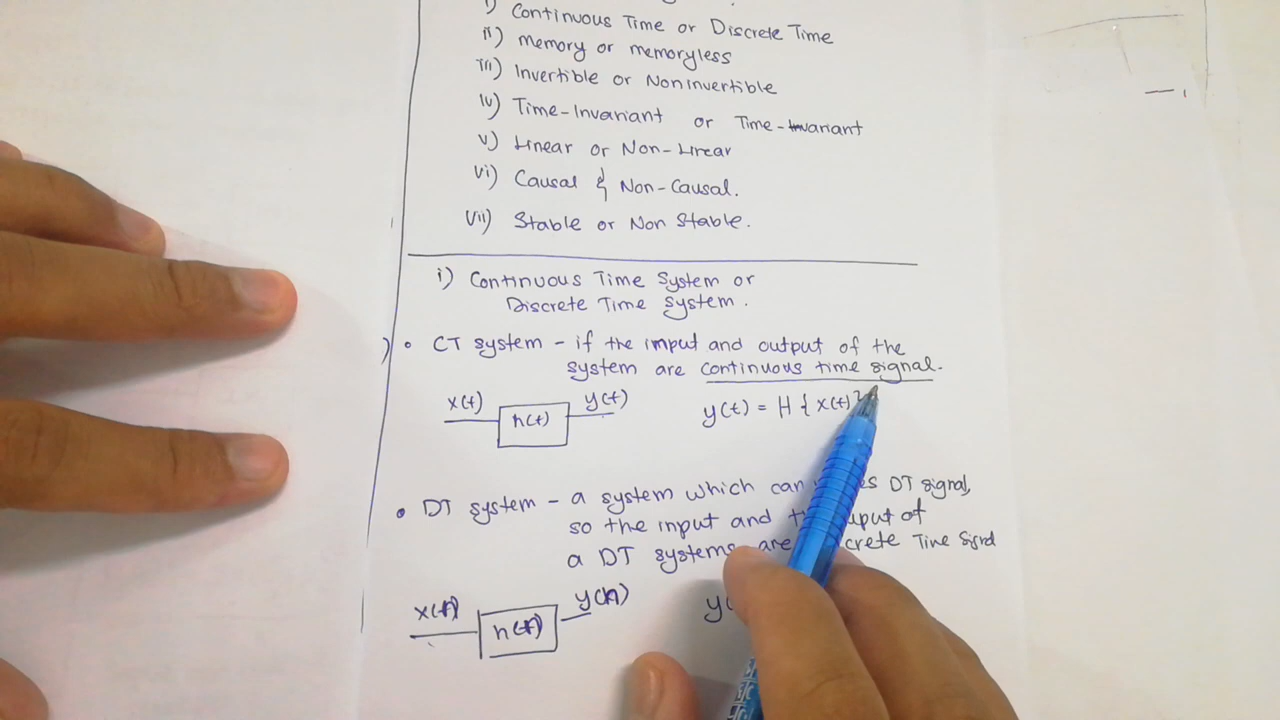 i) Continuous Time or Discrete Time
ii) Memory or memoryless
iii) Invertible or Noninvertible
iv) Time-Invariant or Time-variant
v) Linear or Non-Linear
vi) Causal & Non-Causal.
vii) Stable or Non Stable.
i) Continuous Time System or
Discrete Time System.
• CT system - if the input and output of the
system are continuous time signal.
x(t) h(t) y(t) y(t) = H { x(t) }
• DT system - a system which can DT signal,
so the input and of
a DT systems are Time
x(n) h(n) y(n)